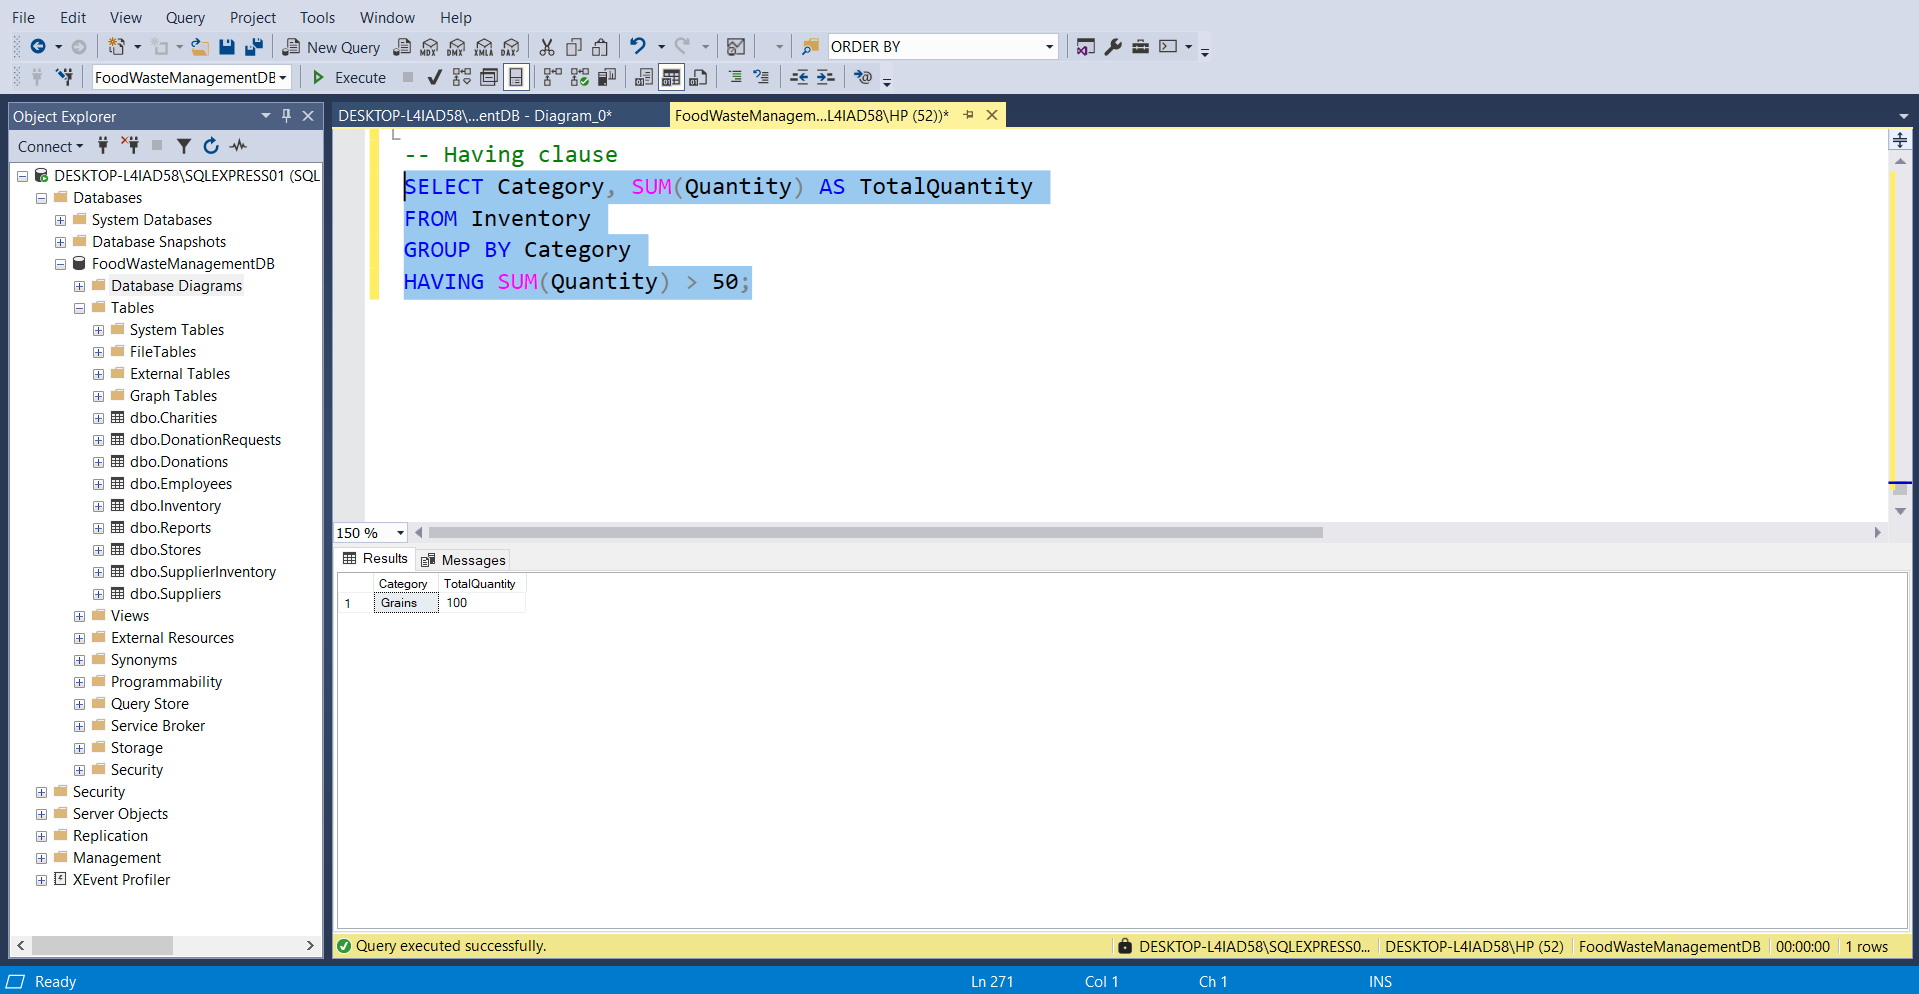 File Edit View Query Project Tools Window Help
New Query MDX DMX XMLA DAX ORDER BY
FoodWasteManagementDB Execute
Object Explorer
DESKTOP-L4IAD58\...entDB - Diagram_0*
FoodWasteManagem...L4IAD58\HP (52))*
Connect
DESKTOP-L4IAD58\SQLEXPRESS01 (SQL
Databases
System Databases
Database Snapshots
FoodWasteManagementDB
Database Diagrams
Tables
System Tables
FileTables
External Tables
Graph Tables
dbo.Charities
dbo.DonationRequests
dbo.Donations
dbo.Employees
dbo.Inventory
dbo.Reports
dbo.Stores
dbo.SupplierInventory
dbo.Suppliers
Views
External Resources
Synonyms
Programmability
Query Store
Service Broker
Storage
Security
Security
Server Objects
Replication
Management
XEvent Profiler
-- Having clause
SELECT Category, SUM(Quantity) AS TotalQuantity
FROM Inventory
GROUP BY Category
HAVING SUM(Quantity) > 50;
150 %
Results Messages
Category TotalQuantity
1 Grains 100
Query executed successfully. DESKTOP-L4IAD58\SQLEXPRESS0... DESKTOP-L4IAD58\HP (52) FoodWasteManagementDB 00:00:00 1 rows
Ready Ln 271 Col 1 Ch 1 INS